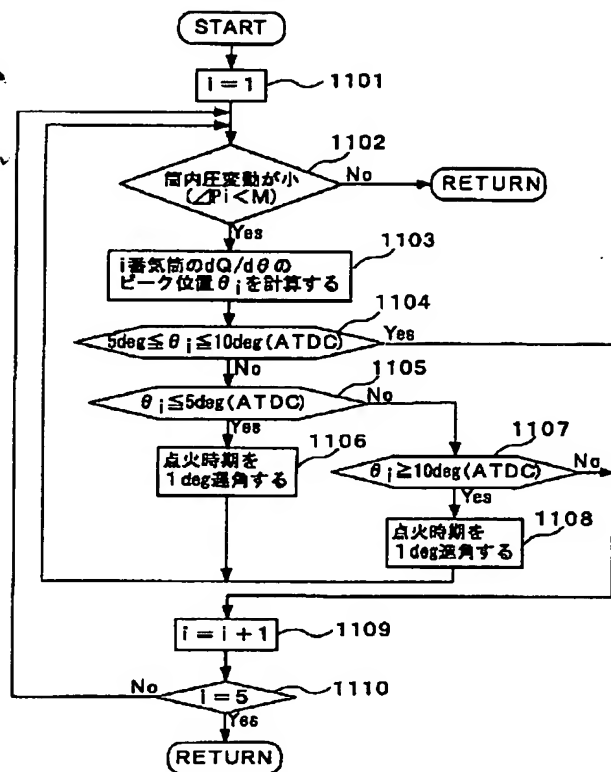 START
i=1
1101
1102
筒内圧変動が小
(⊿Pi<M)
No
RETURN
Yes
1103
i番気筒のdQ/dθの
ピーク位置θiを計算する
1104
5deg≦θi≦10deg(ATDC)
Yes
No
1105
θi≦5deg(ATDC)
No
Yes
1106
点火時期を
1deg遅角する
1107
θi≧10deg(ATDC)
No
Yes
点火時期を
1deg遅角する
1108
i=i+1
1109
No
i=5
1110
Yes
RETURN